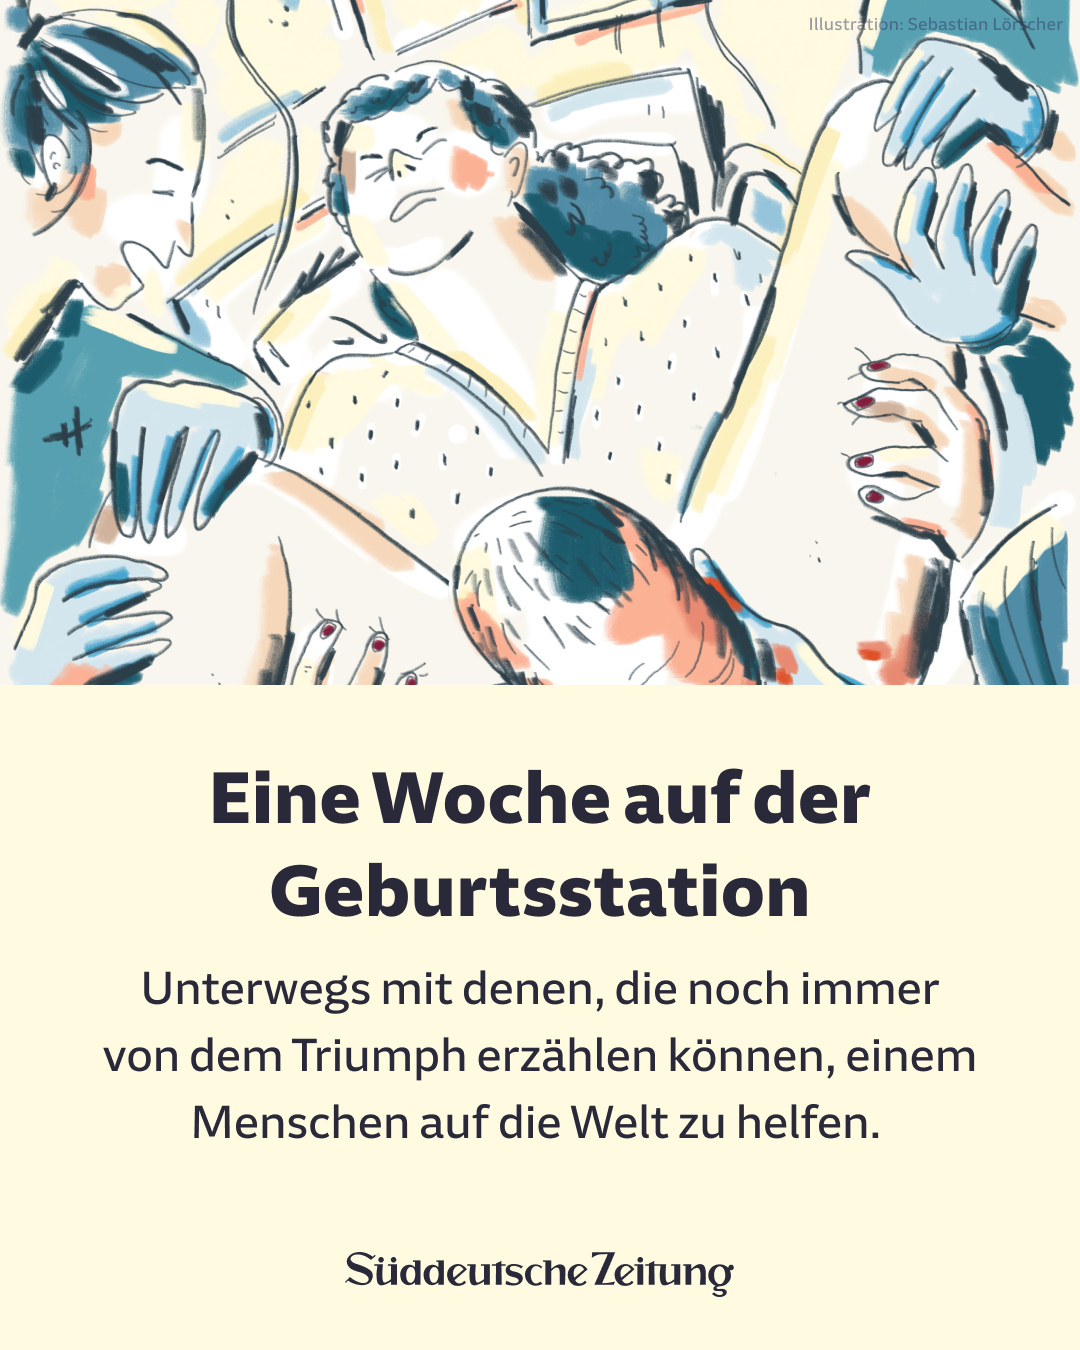 Illustration: Sebastian Lörscher
Eine Woche auf der
Geburtsstation
Unterwegs mit denen, die noch immer
von dem Triumph erzählen können, einem
Menschen auf die Welt zu helfen.
Süddeutsche Zeitung